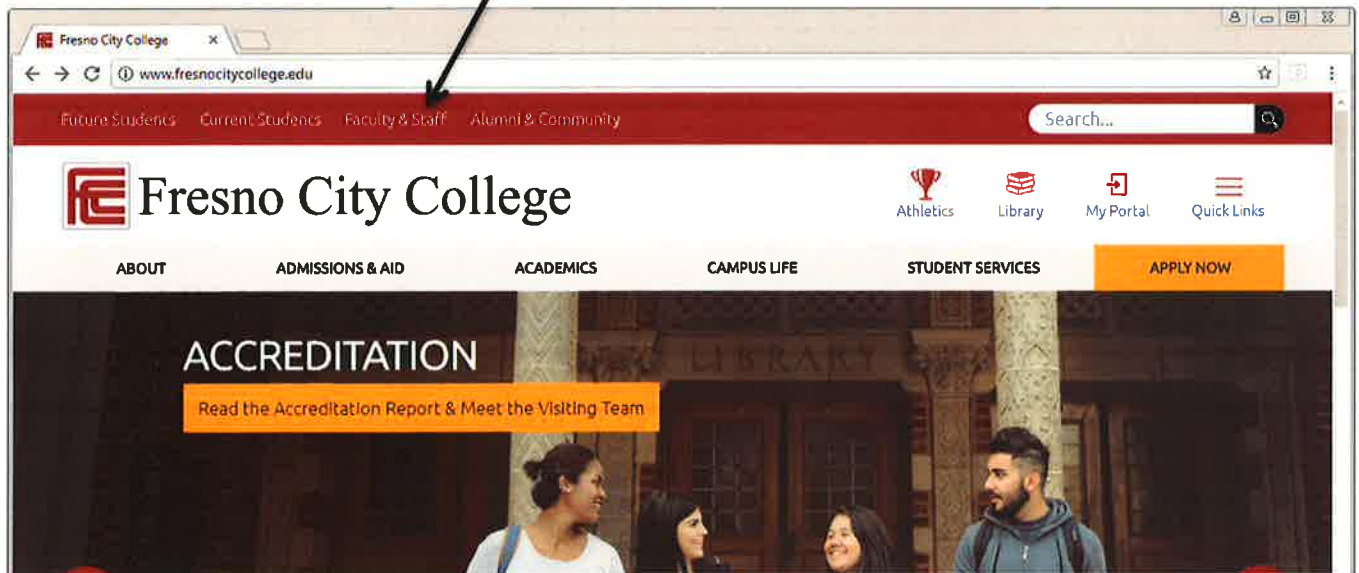 Fresno City College
www.fresnocitycollege.edu
Future Students Current Students Faculty & Staff Alumni & Community Search...
FCC Fresno City College
Athletics Library My Portal Quick Links
ABOUT ADMISSIONS & AID ACADEMICS CAMPUS LIFE STUDENT SERVICES APPLY NOW
LIBRARY
ACCREDITATION
Read the Accreditation Report & Meet the Visiting Team